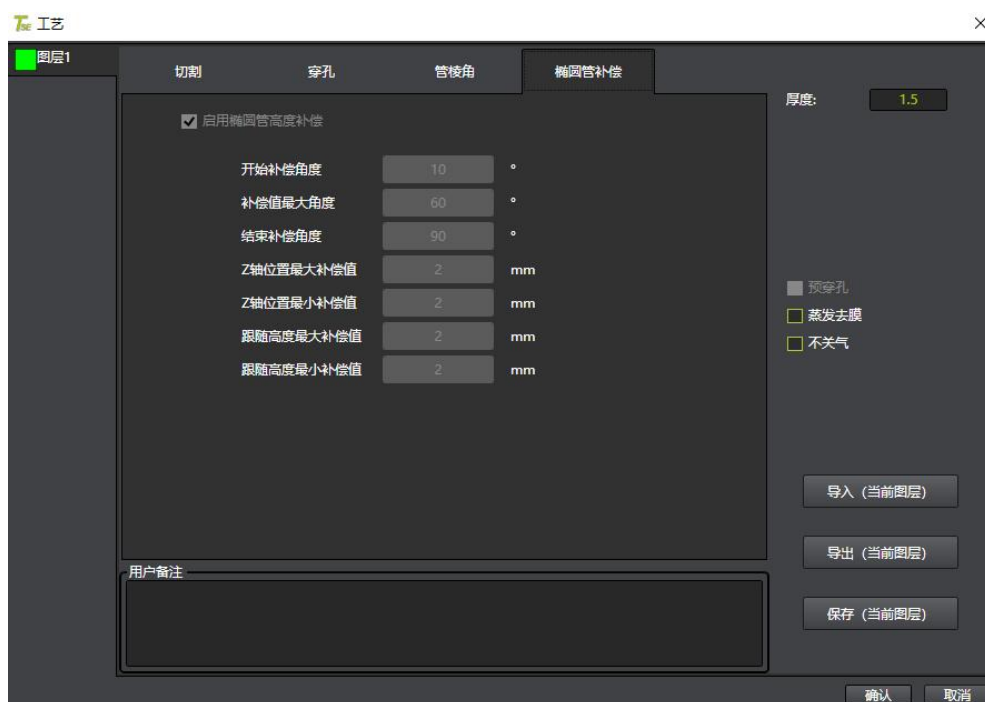 TSE 工艺
图层1
切割 穿孔 管棱角 椭圆管补偿
厚度: 1.5
启用椭圆管高度补偿
开始补偿角度 10 °
补偿值最大角度 60 °
结束补偿角度 90 °
Z轴位置最大补偿值 2 mm
Z轴位置最小补偿值 2 mm
跟随高度最大补偿值 2 mm
跟随高度最小补偿值 2 mm
预穿孔
蒸发去膜
不关气
导入（当前图层）
导出（当前图层）
保存（当前图层）
用户备注
确认 取消